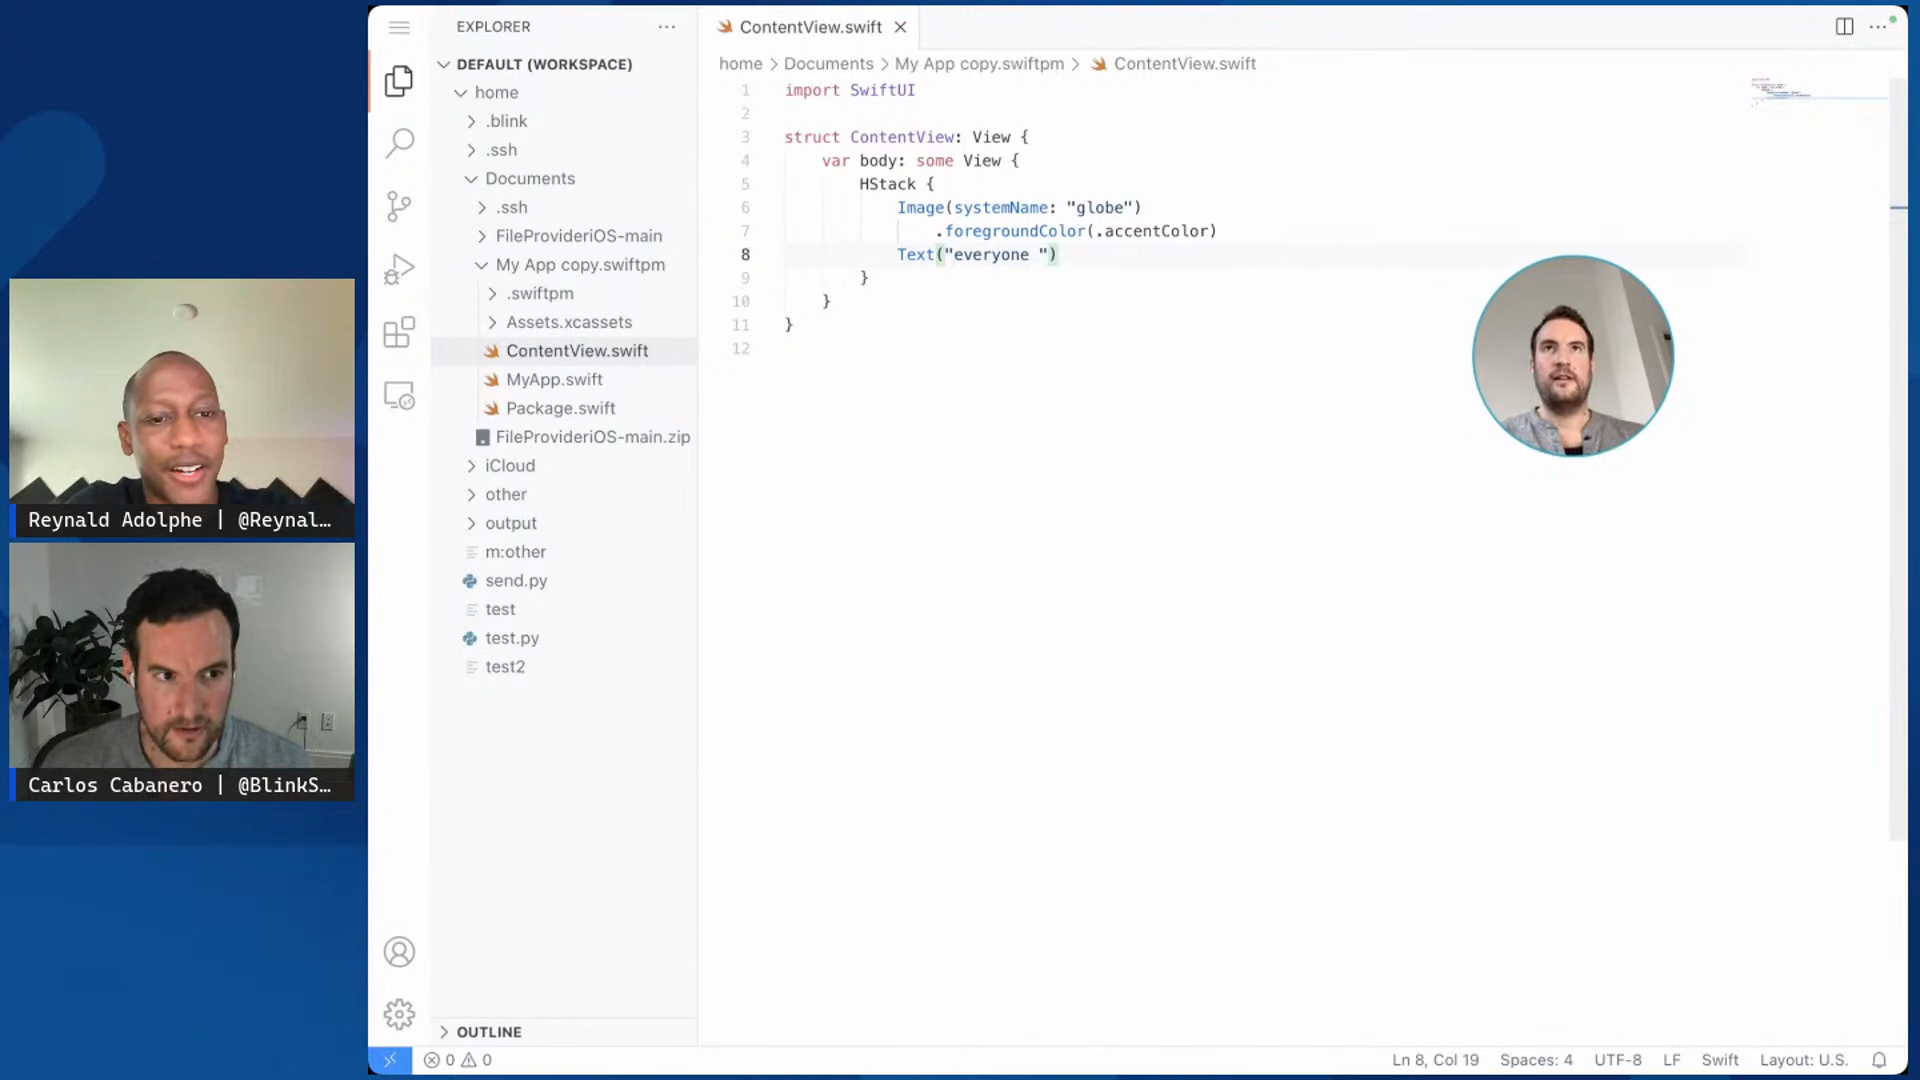 EXPLORER
DEFAULT (WORKSPACE)
home
.blink
.ssh
Documents
.ssh
FileProvideriOS-main
My App copy.swiftpm
.swiftpm
Assets.xcassets
ContentView.swift
MyApp.swift
Package.swift
FileProvideriOS-main.zip
iCloud
other
output
m:other
send.py
test
test.py
test2
OUTLINE
ContentView.swift
home > Documents > My App copy.swiftpm > ContentView.swift
1 import SwiftUI
2
3 struct ContentView: View {
4 var body: some View {
5 HStack {
6 Image(systemName: "globe")
7 .foregroundColor(.accentColor)
8 Text("everyone ")
9 }
10 }
11 }
12
Reynald Adolphe | @Reynal...
Carlos Cabanero | @BlinkS...
0 0
Ln 8, Col 19 Spaces: 4 UTF-8 LF Swift Layout: U.S.